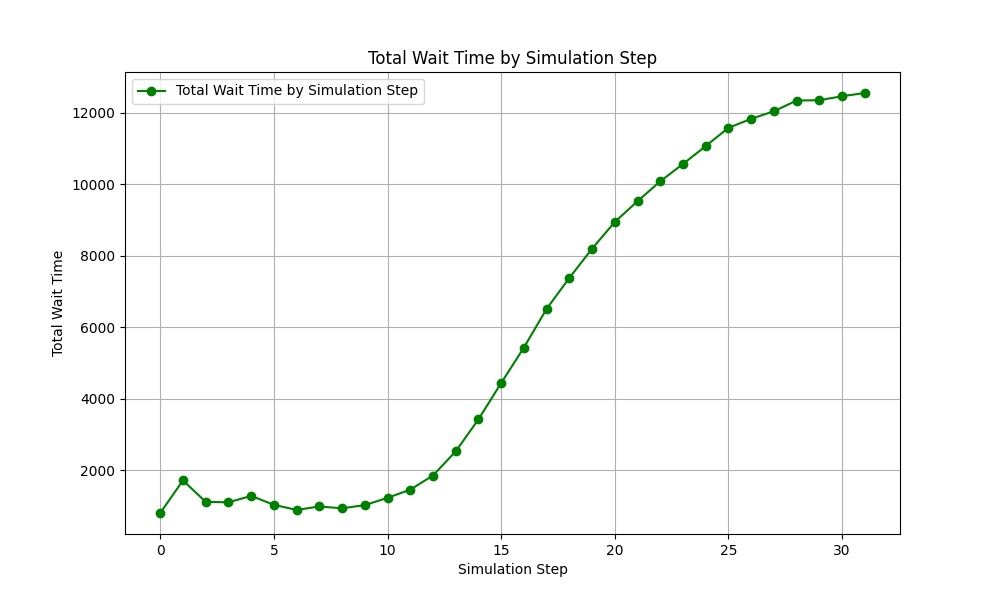 Total Wait Time by Simulation Step
Total Wait Time by Simulation Step
12000
10000
8000
6000
4000
2000
Total Wait Time
0 5 10 15 20 25 30
Simulation Step